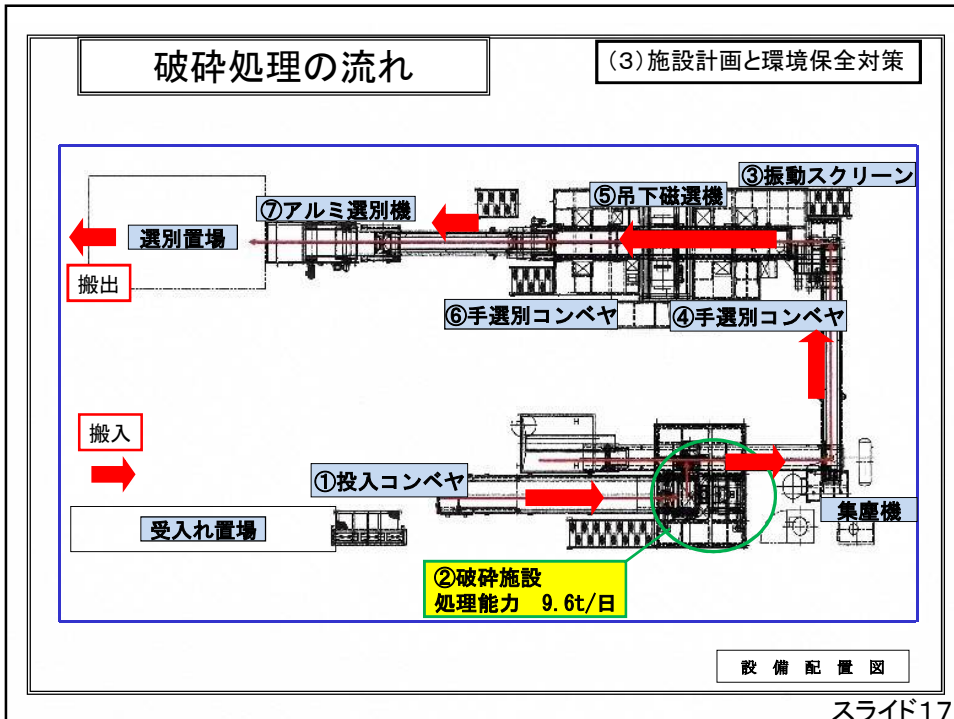 破砕処理の流れ
（3）施設計画と環境保全対策
③振動スクリーン
⑤吊下磁選機
⑦アルミ選別機
選別置場
搬出
⑥手選別コンベヤ
④手選別コンベヤ
搬入
①投入コンベヤ
集塵機
受入れ置場
②破砕施設
処理能力　9.6t/日
H
設 備 配 置 図
スライド17